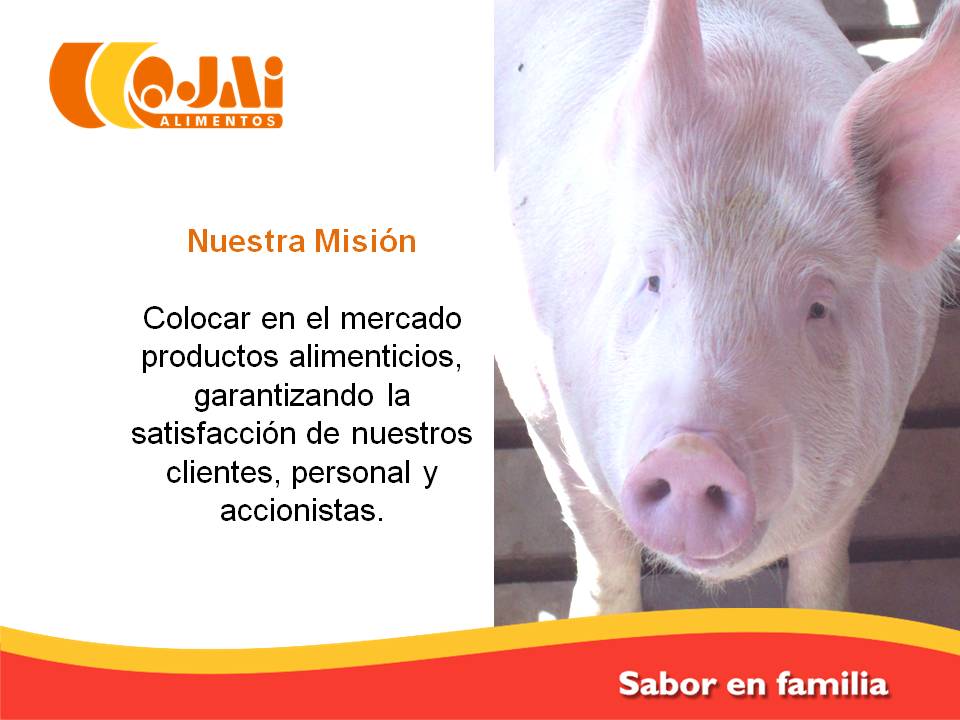 OJAI
ALIMENTOS
Nuestra Misión
Colocar en el mercado
productos alimenticios,
garantizando la
satisfacción de nuestros
clientes, personal y
accionistas.
Sabor en familia